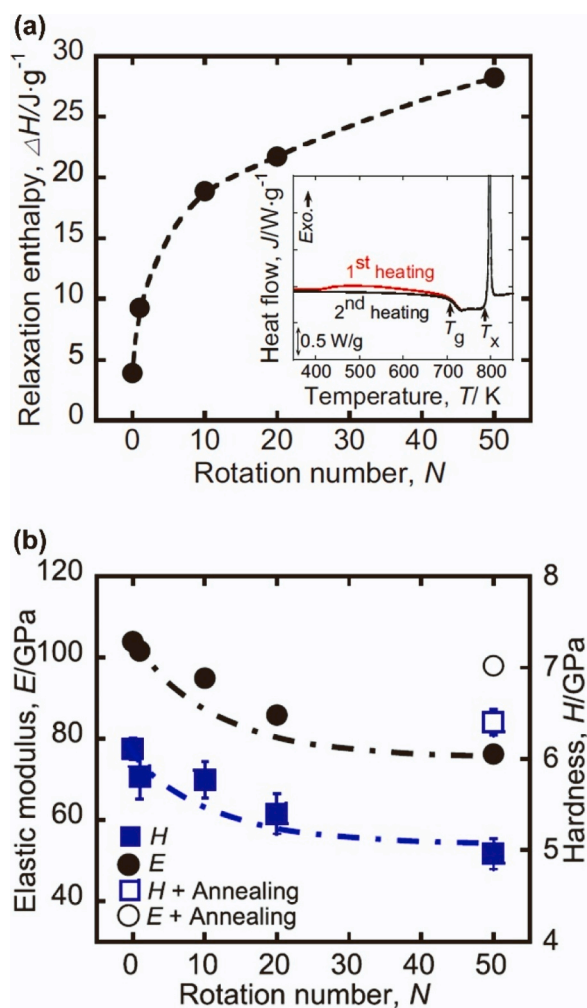 (a)
Relaxation enthalpy, ΔH/J·g⁻¹
30
25
20
15
10
5
0
0 10 20 30 40 50
Rotation number, N
Heat flow, J/W·g⁻¹
Exo.→
1st heating
2nd heating
0.5 W/g
Tg
Tx
400 500 600 700 800
Temperature, T/ K
(b)
Elastic modulus, E/GPa
120
100
80
60
40
Hardness, H/GPa
8
7
6
5
4
H
E
H + Annealing
E + Annealing
0 10 20 30 40 50
Rotation number, N